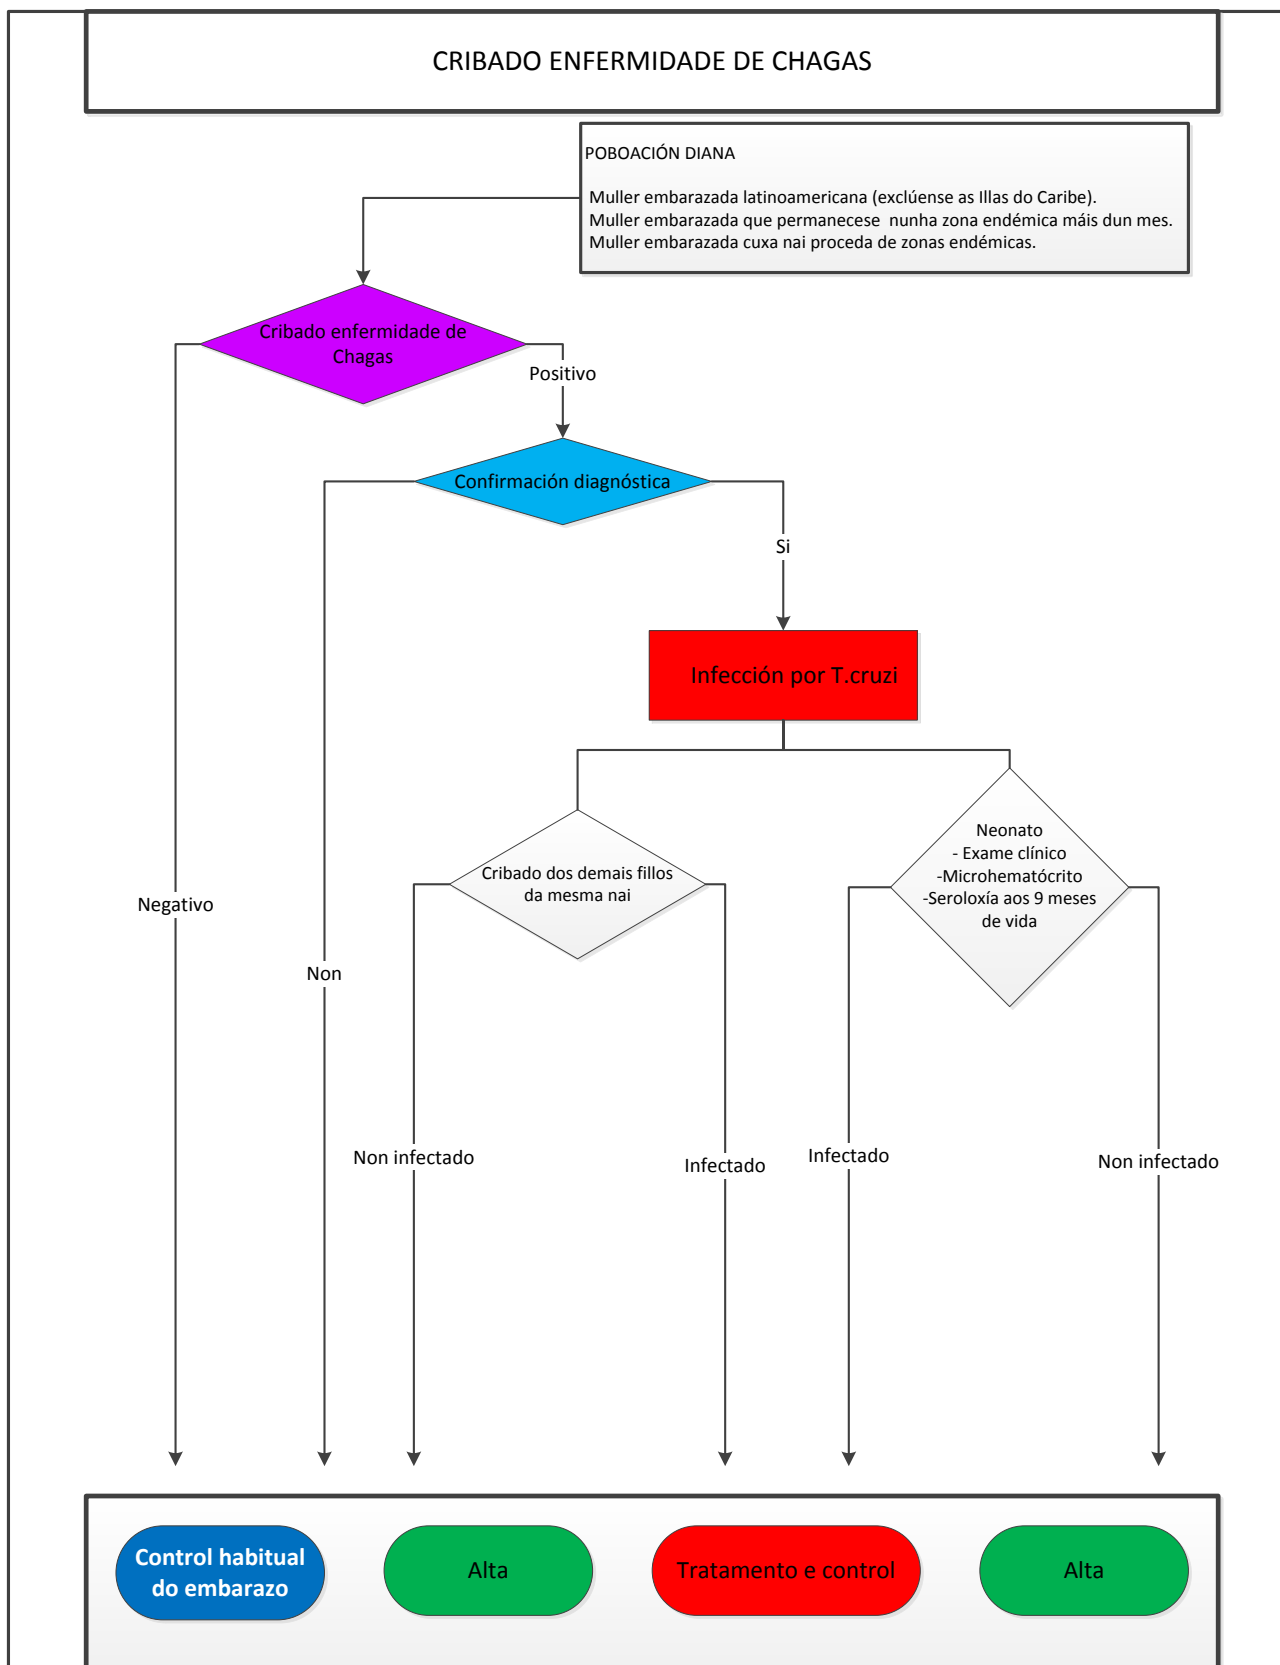 CRIBADO ENFERMIDADE DE CHAGAS
POBOACIÓN DIANA
Muller embarazada latinoamericana (exclúense as Illas do Caribe).
Muller embarazada que permanecese nunha zona endémica máis dun mes.
Muller embarazada cuxa nai proceda de zonas endémicas.
Cribado enfermidade de
Chagas
Positivo
Confirmación diagnóstica
Si
Infección por T.cruzi
Neonato
- Exame clínico
-Microhematócrito
-Seroloxía aos 9 meses
de vida
Cribado dos demais fillos
da mesma nai
Negativo
Non
Non infectado
Infectado
Infectado
Non infectado
Control habitual
do embarazo
Alta
Tratamento e control
Alta